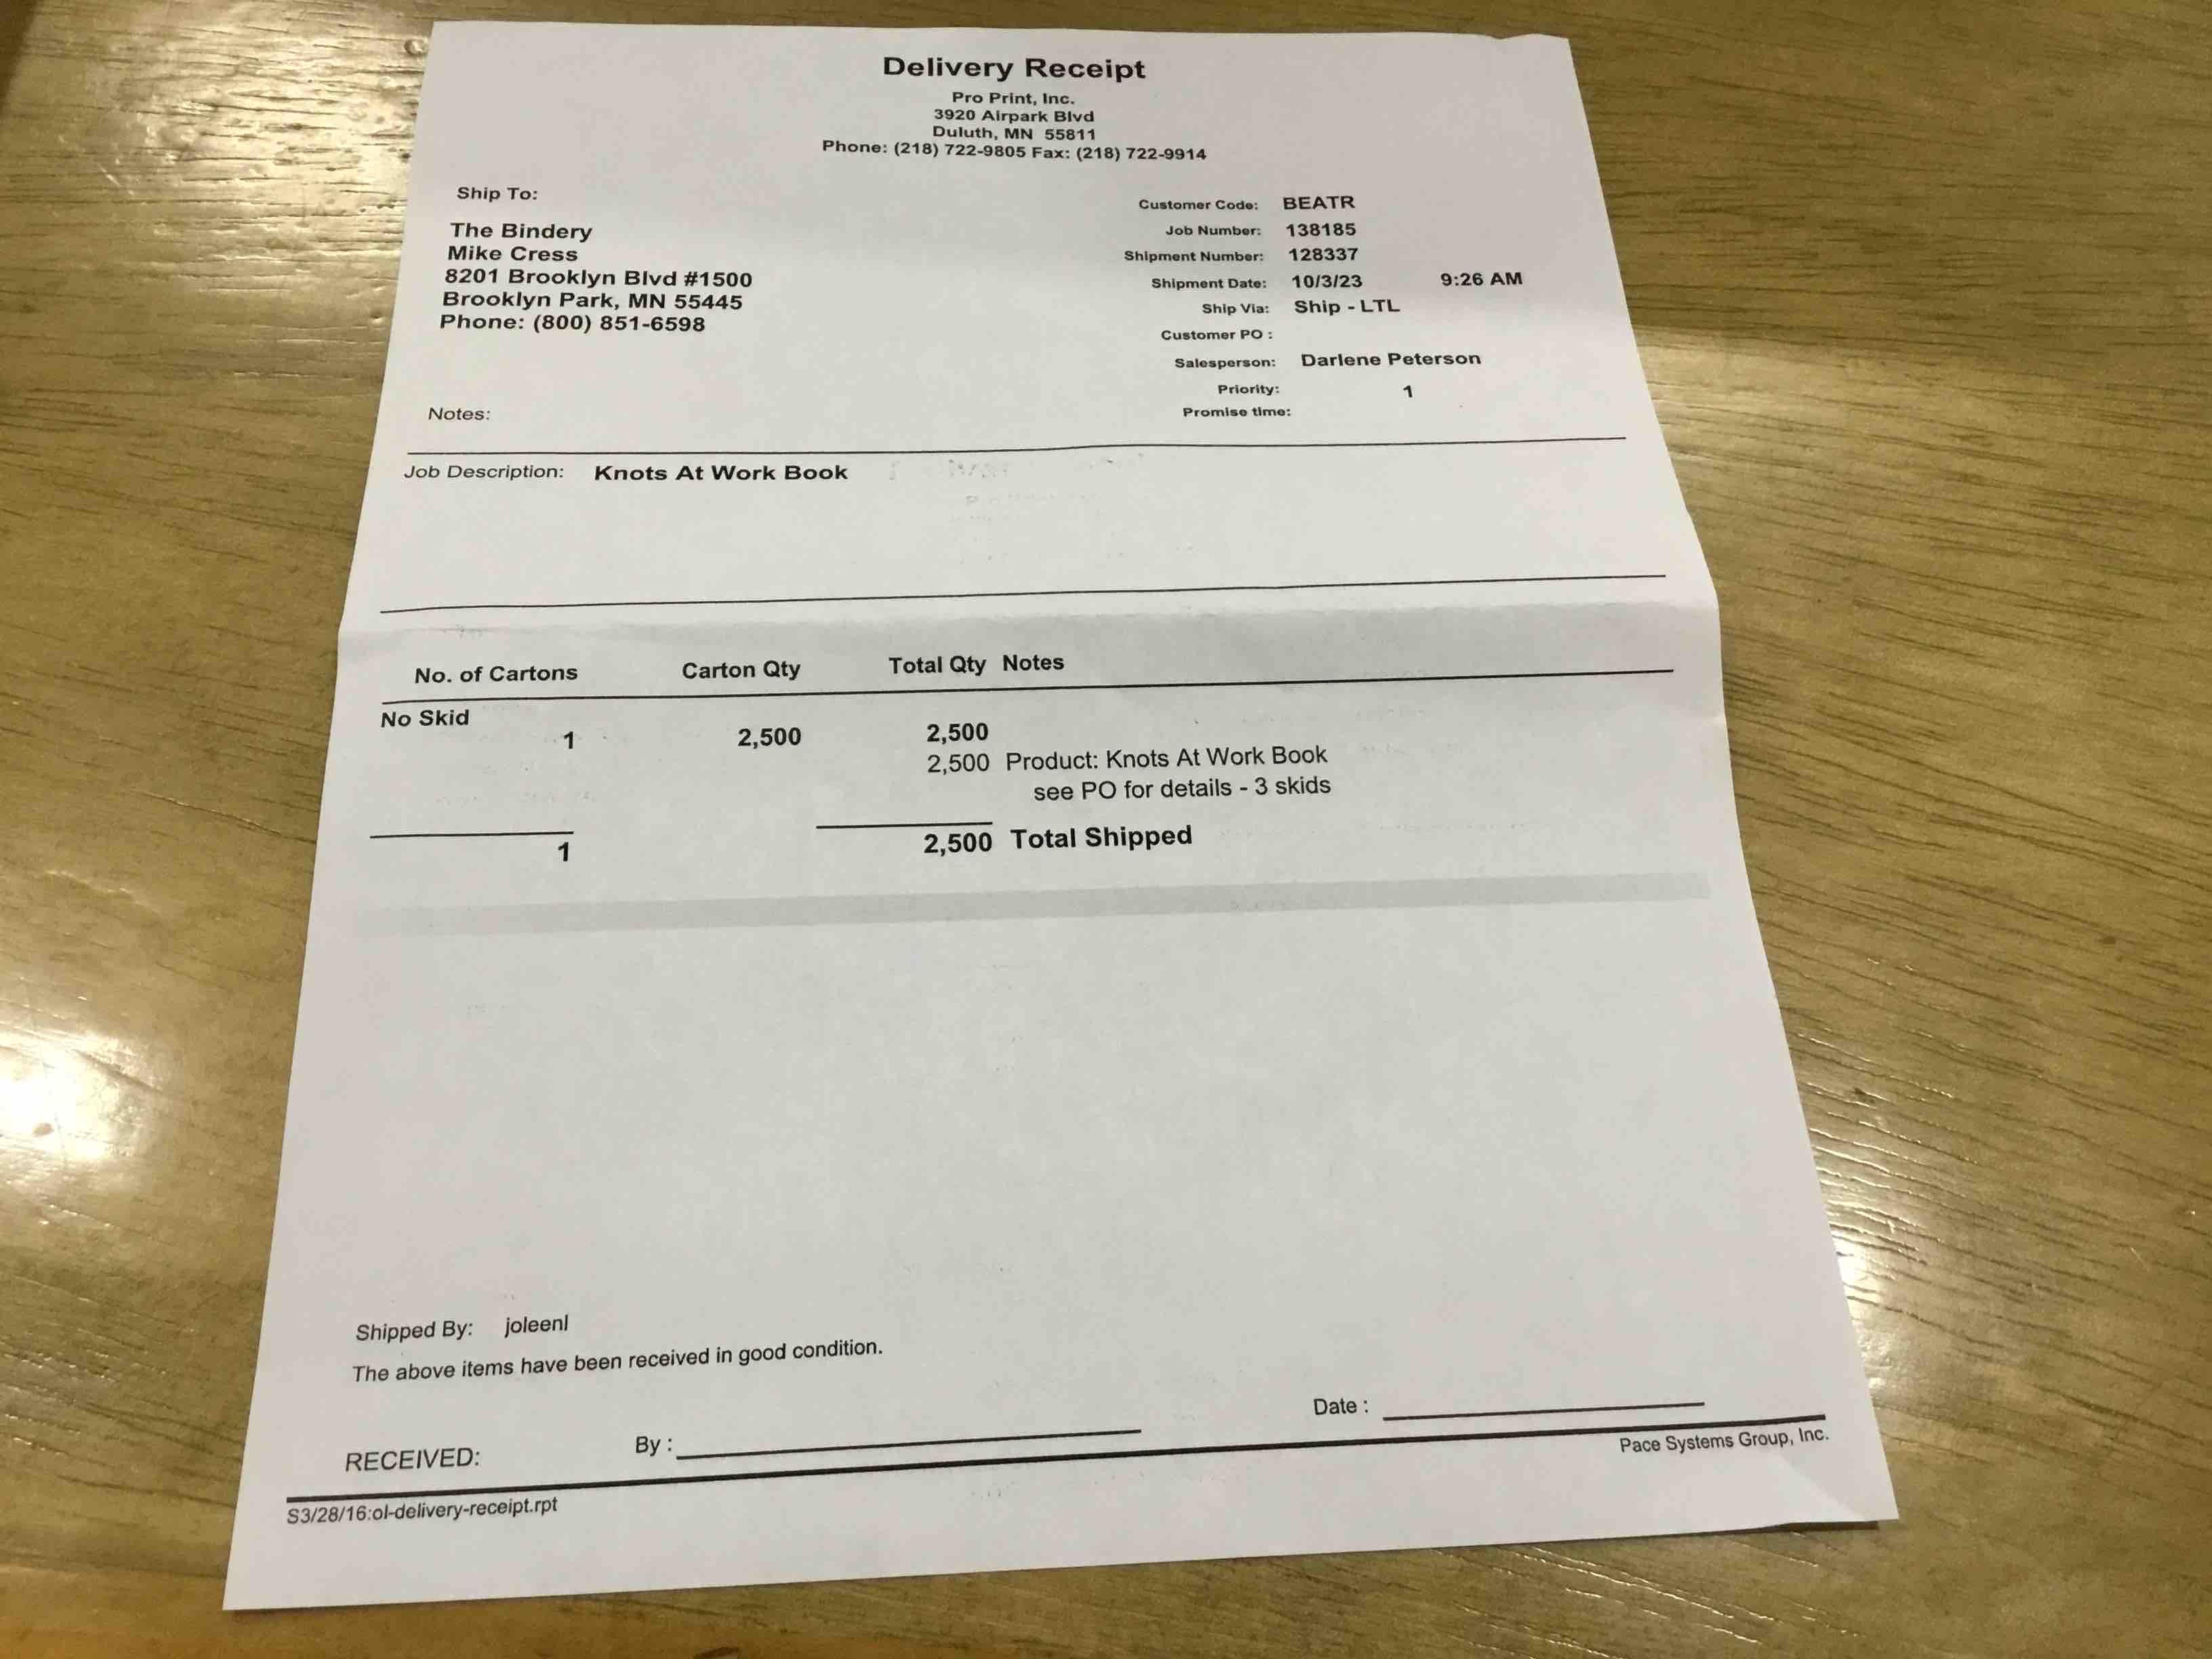 Delivery Receipt
Pro Print, Inc.
3920 Airpark Blvd
Duluth, MN 55811
Phone: (218) 722-9805 Fax: (218) 722-9914
Ship To:
The Bindery
Mike Cress
8201 Brooklyn Blvd #1500
Brooklyn Park, MN 55445
Phone: (800) 851-6598
Notes:
Customer Code: BEATR
Job Number: 138185
Shipment Number: 128337
Shipment Date: 10/3/23 9:26 AM
Ship Via: Ship - LTL
Customer PO :
Salesperson: Darlene Peterson
Priority: 1
Promise time:
Job Description: Knots At Work Book
No. of Cartons Carton Qty Total Qty Notes
No Skid
1 2,500 2,500
2,500 Product: Knots At Work Book
see PO for details - 3 skids
1 2,500 Total Shipped
Shipped By: joleenl
The above items have been received in good condition.
RECEIVED: By : Date :
Pace Systems Group, Inc.
S3/28/16:ol-delivery-receipt.rpt